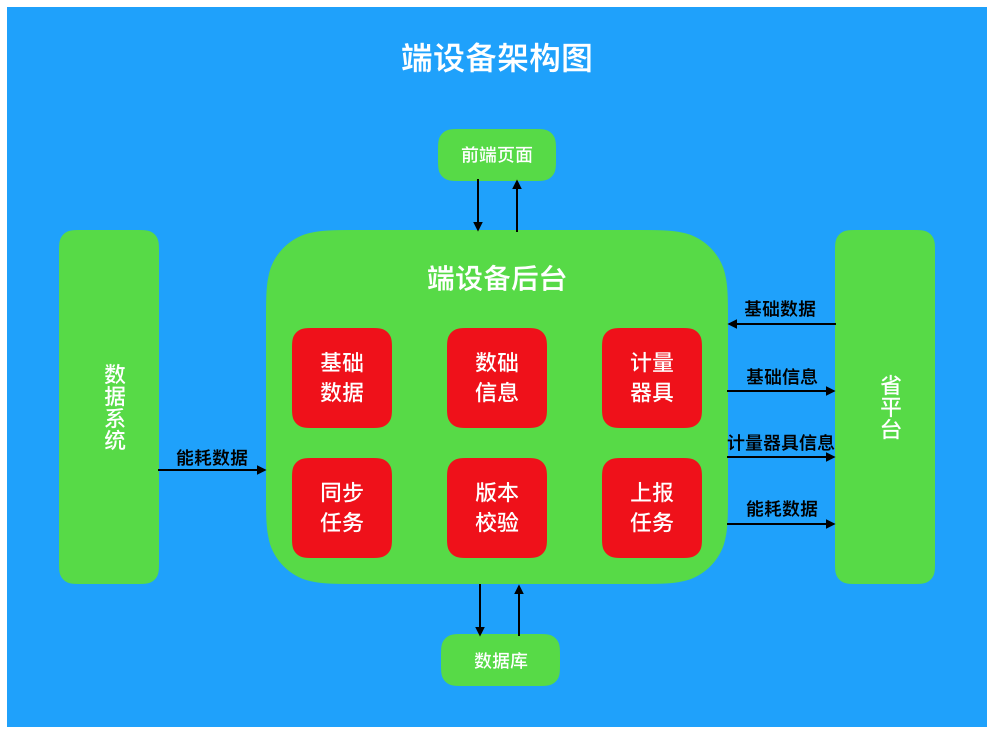 端设备架构图
前端页面
端设备后台
基础
数据
数础
信息
计量
器具
同步
任务
版本
校验
上报
任务
数据系统
能耗数据
基础数据
基础信息
计量器具信息
能耗数据
省平台
数据库